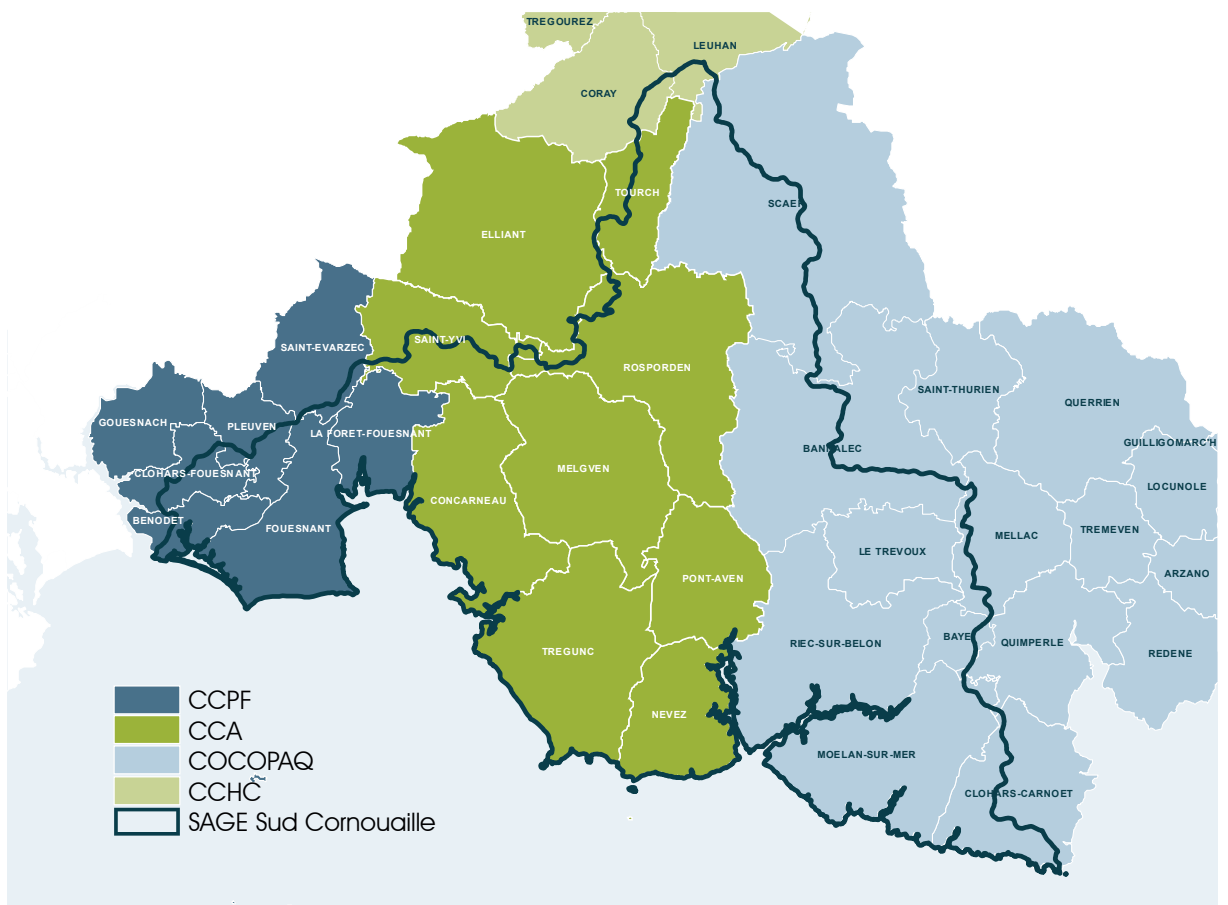 TREGOUREZ
LEUHAN
CORAY
TOURCH
SCAER
ELLIANT
SAINT-YVI
SAINT-EVARZEC
ROSPORDEN
SAINT-THURIEN
QUERRIEN
GOUESNACH
PLEUVEN
LA FORET-FOUESNANT
GUILLIGOMARC'H
BANNALEC
MELGVEN
CLOHARS-FOUESNANT
LOCUNOLE
CONCARNEAU
BENODET
FOUESNANT
TREMEVEN
MELLAC
LE TREVOUX
ARZANO
PONT-AVEN
BAYE
RIEC-SUR-BELON
QUIMPERLE
TREGUNC
REDENE
NEVEZ
MOELAN-SUR-MER
CLOHARS-CARNOET
CCPF
CCA
COCOPAQ
CCHC
SAGE Sud Cornouaille